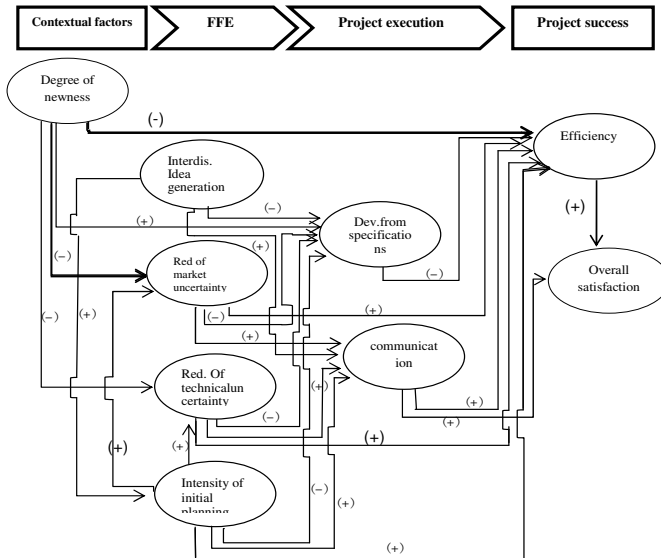 Contextual factors
FFE
Project execution
Project success
Degree of
newness
(-)
Efficiency
Interdis.
Idea
generation
(−)
(+)
Dev.from
specificatio
ns
(+)
(+)
(−)
Red of
market
uncertainty
(−)
Overall
satisfaction
(+)
(−)
(+)
(−)
(+)
communicat
ion
Red. Of
technicalun
certainty
(+)
(−)
(+)
(+)
(+)
(+)
(+)
(+)
Intensity of
initial
planning
(−)
(+)
(+)